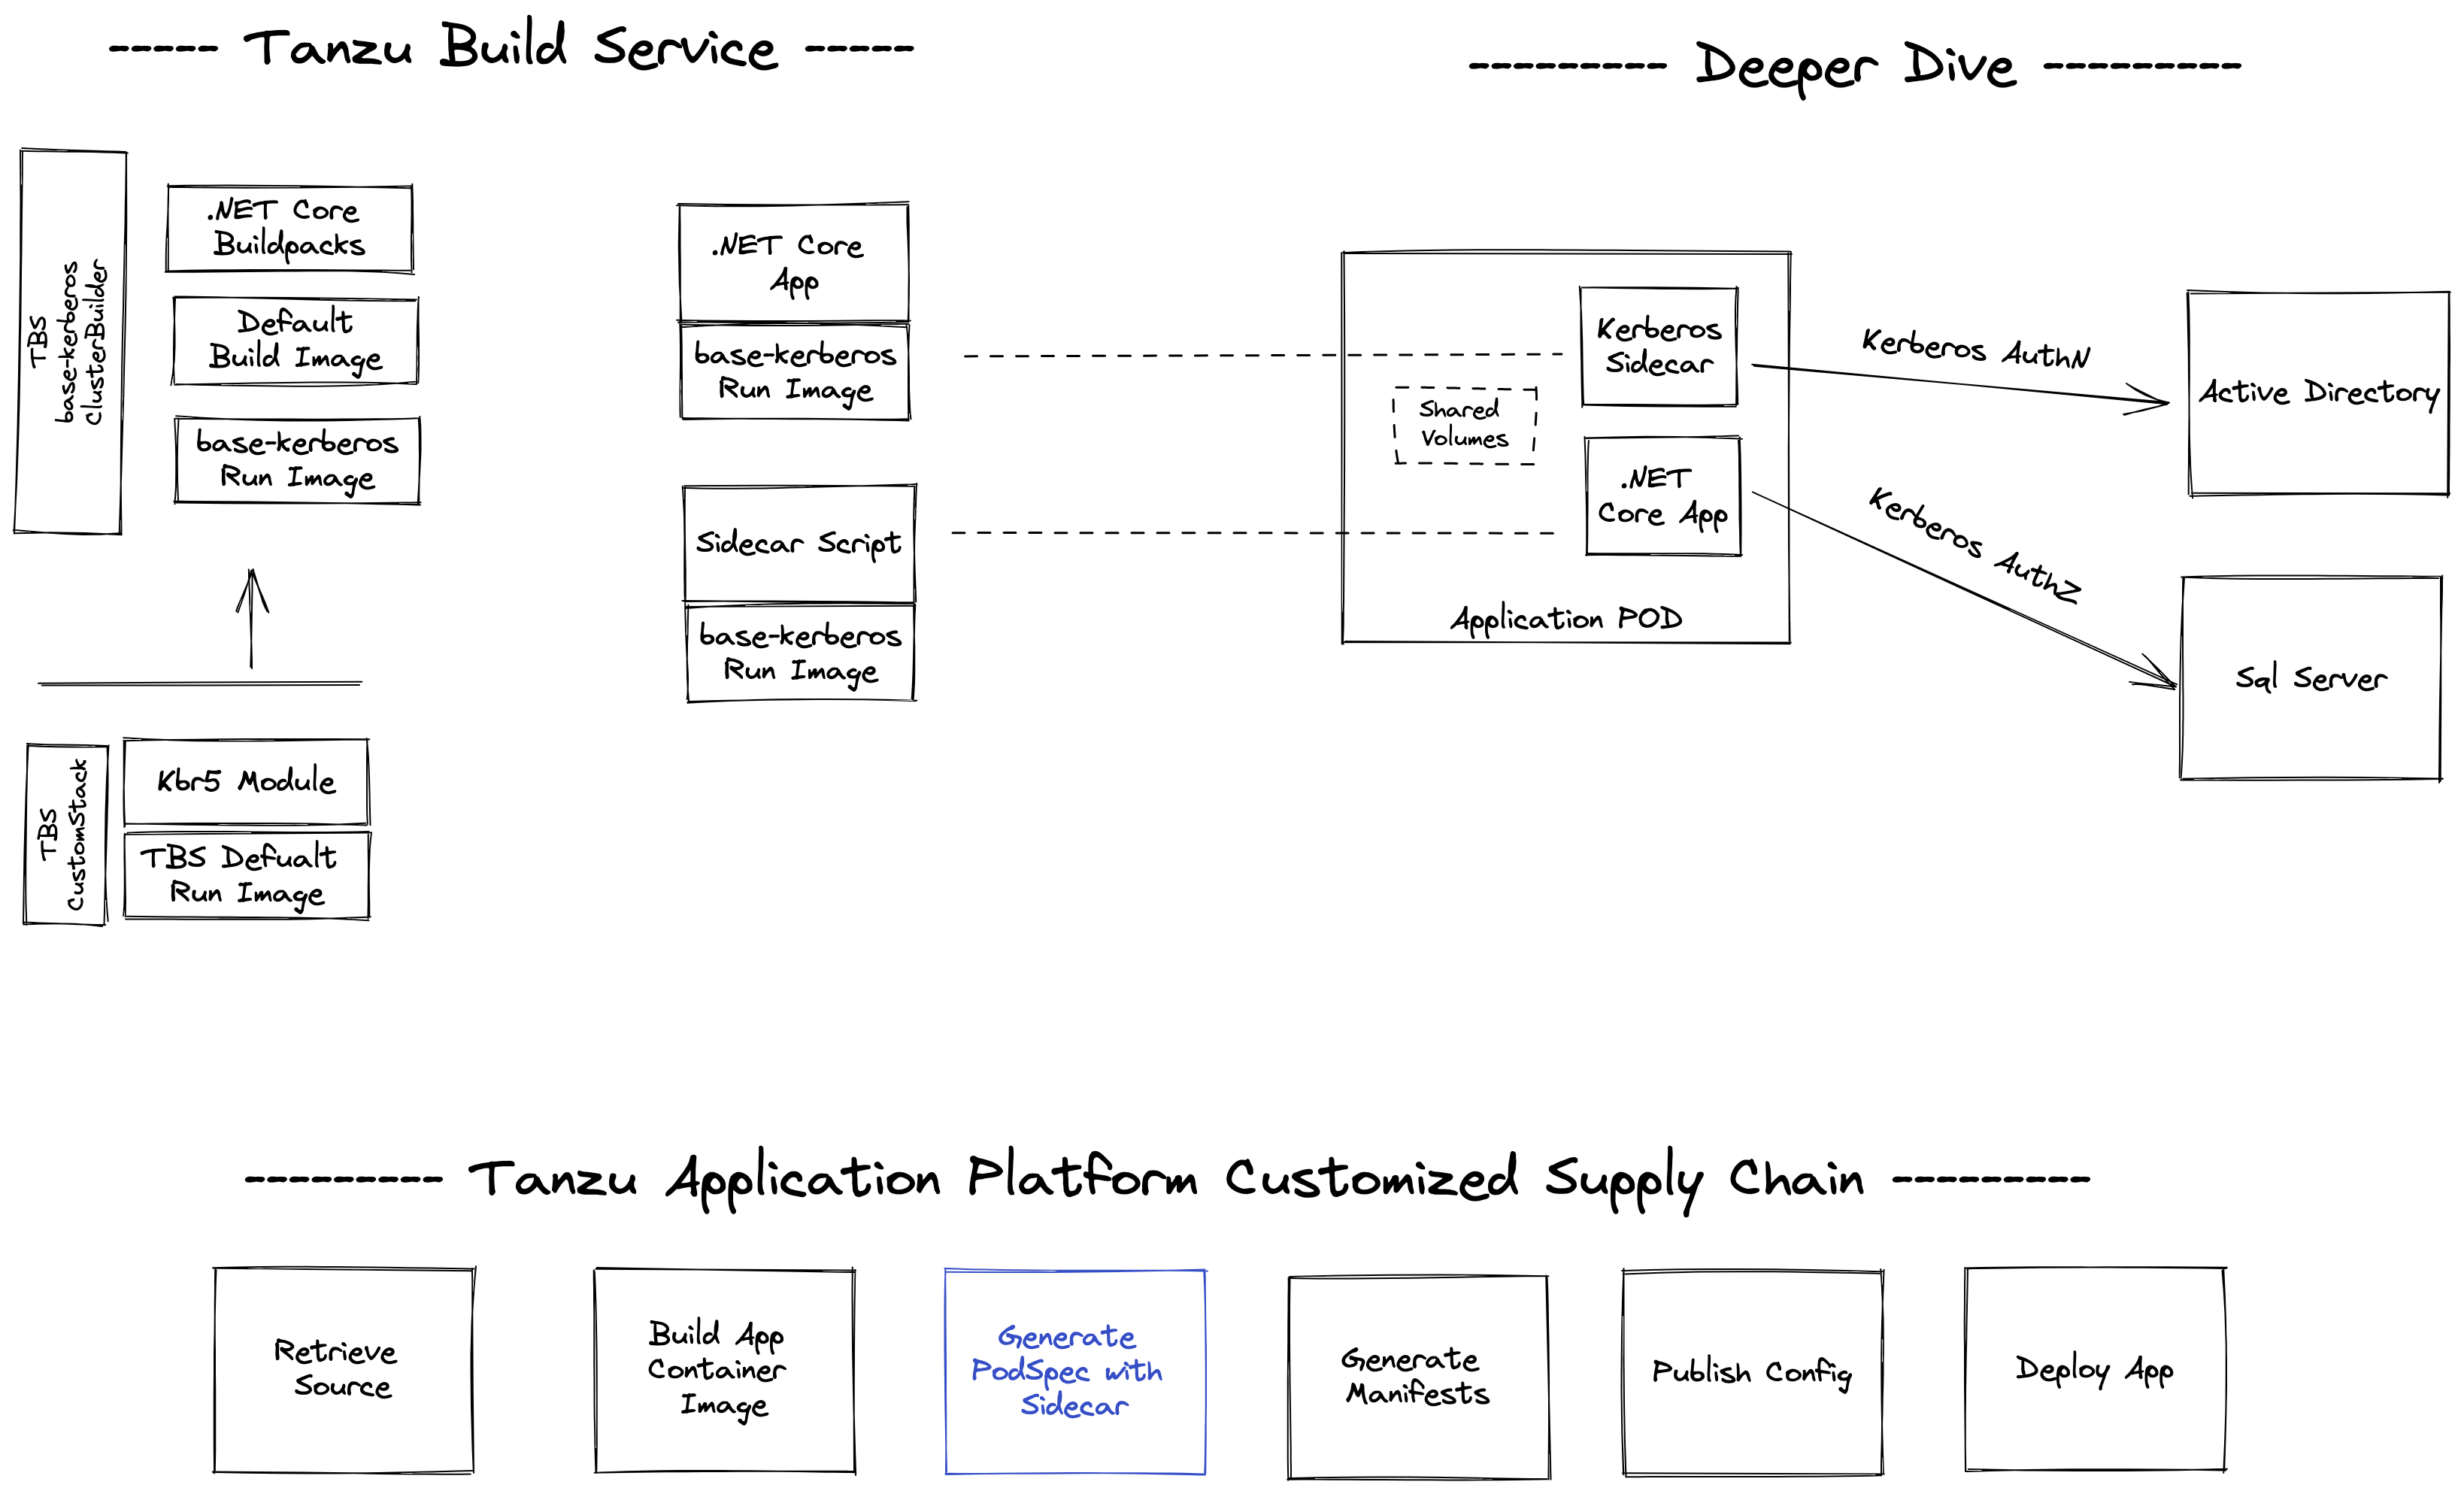 ----- Tanzu Build Service -----
--------- Deeper Dive ---------
TBS
base-kerberos
ClusterBuilder
.NET Core
Buildpacks
Default
Build Image
base-kerberos
Run Image
TBS
CustomStack
Kbr5 Module
TBS Defualt
Run Image
.NET Core
App
base-kerberos
Run Image
Sidecar Script
base-kerberos
Run Image
Kerberos
Sidecar
Shared
Volumes
.NET
Core App
Application POD
Kerberos AuthN
Kerberos AuthZ
Active Directory
Sql Server
--------- Tanzu Application Platform Customized Supply Chain ---------
Retrieve
Source
Build App
Container
Image
Generate
PodSpec with
Sidecar
Generate
Manifests
Publish Config
Deploy App